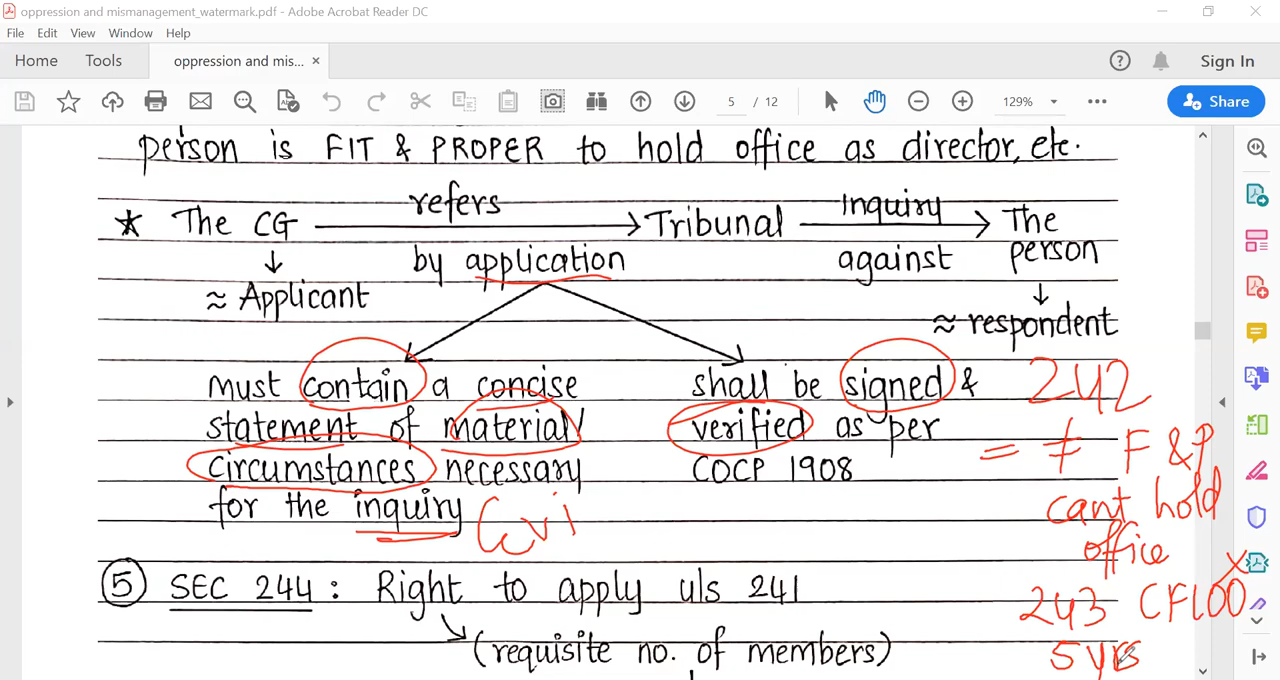 oppression and mismanagement_watermark.pdf - Adobe Acrobat Reader DC
File Edit View Window Help
Home Tools oppression and mis... × Sign In
5 / 12 129% Share
person is FIT & PROPER to hold office as director, etc.
★ The CG refers Tribunal Inquiry The person
by application against
≈ Applicant ≈ respondent
must contain a concise
statement of material
circumstances necessary
for the inquiry
shall be signed &
verified as per
COCP 1908
242
= ≠ F & P
cant hold
office
243 CFLOO
5 yrs
⑤ SEC 244 : Right to apply u/s 241
(requisite no. of members)